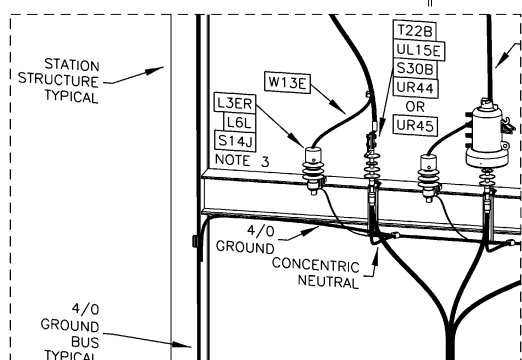 STATION
STRUCTURE
TYPICAL
T22B
UL15E
S30B
UR44
OR
UR45
W13E
L3ER
L6L
S14J
NOTE 3
4/0
GROUND
CONCENTRIC
NEUTRAL
4/0
GROUND
BUS
TYPICAL